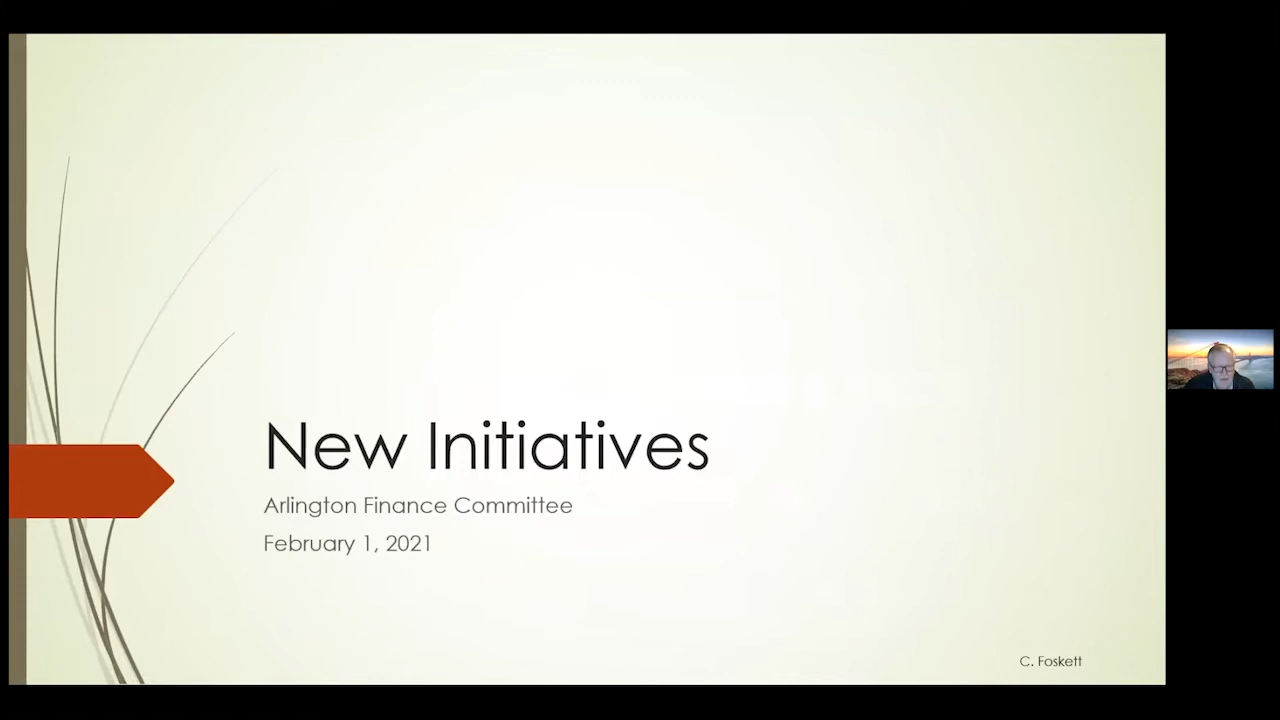 New Initiatives
Arlington Finance Committee
February 1, 2021
C. Foskett